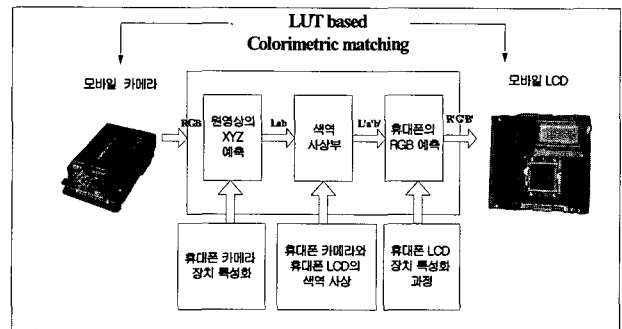 LUT based
Colorimetric matching
모바일 카메라
모바일 LCD
RGB
원영상의
XYZ
예측
Lab
색역
사상부
L'a'b'
휴대폰의
RGB 예측
R'G'B'
휴대폰 카메라
장치 특성화
휴대폰 카메라와
휴대폰 LCD의
색역 사상
휴대폰 LCD
장치 특성화
과정